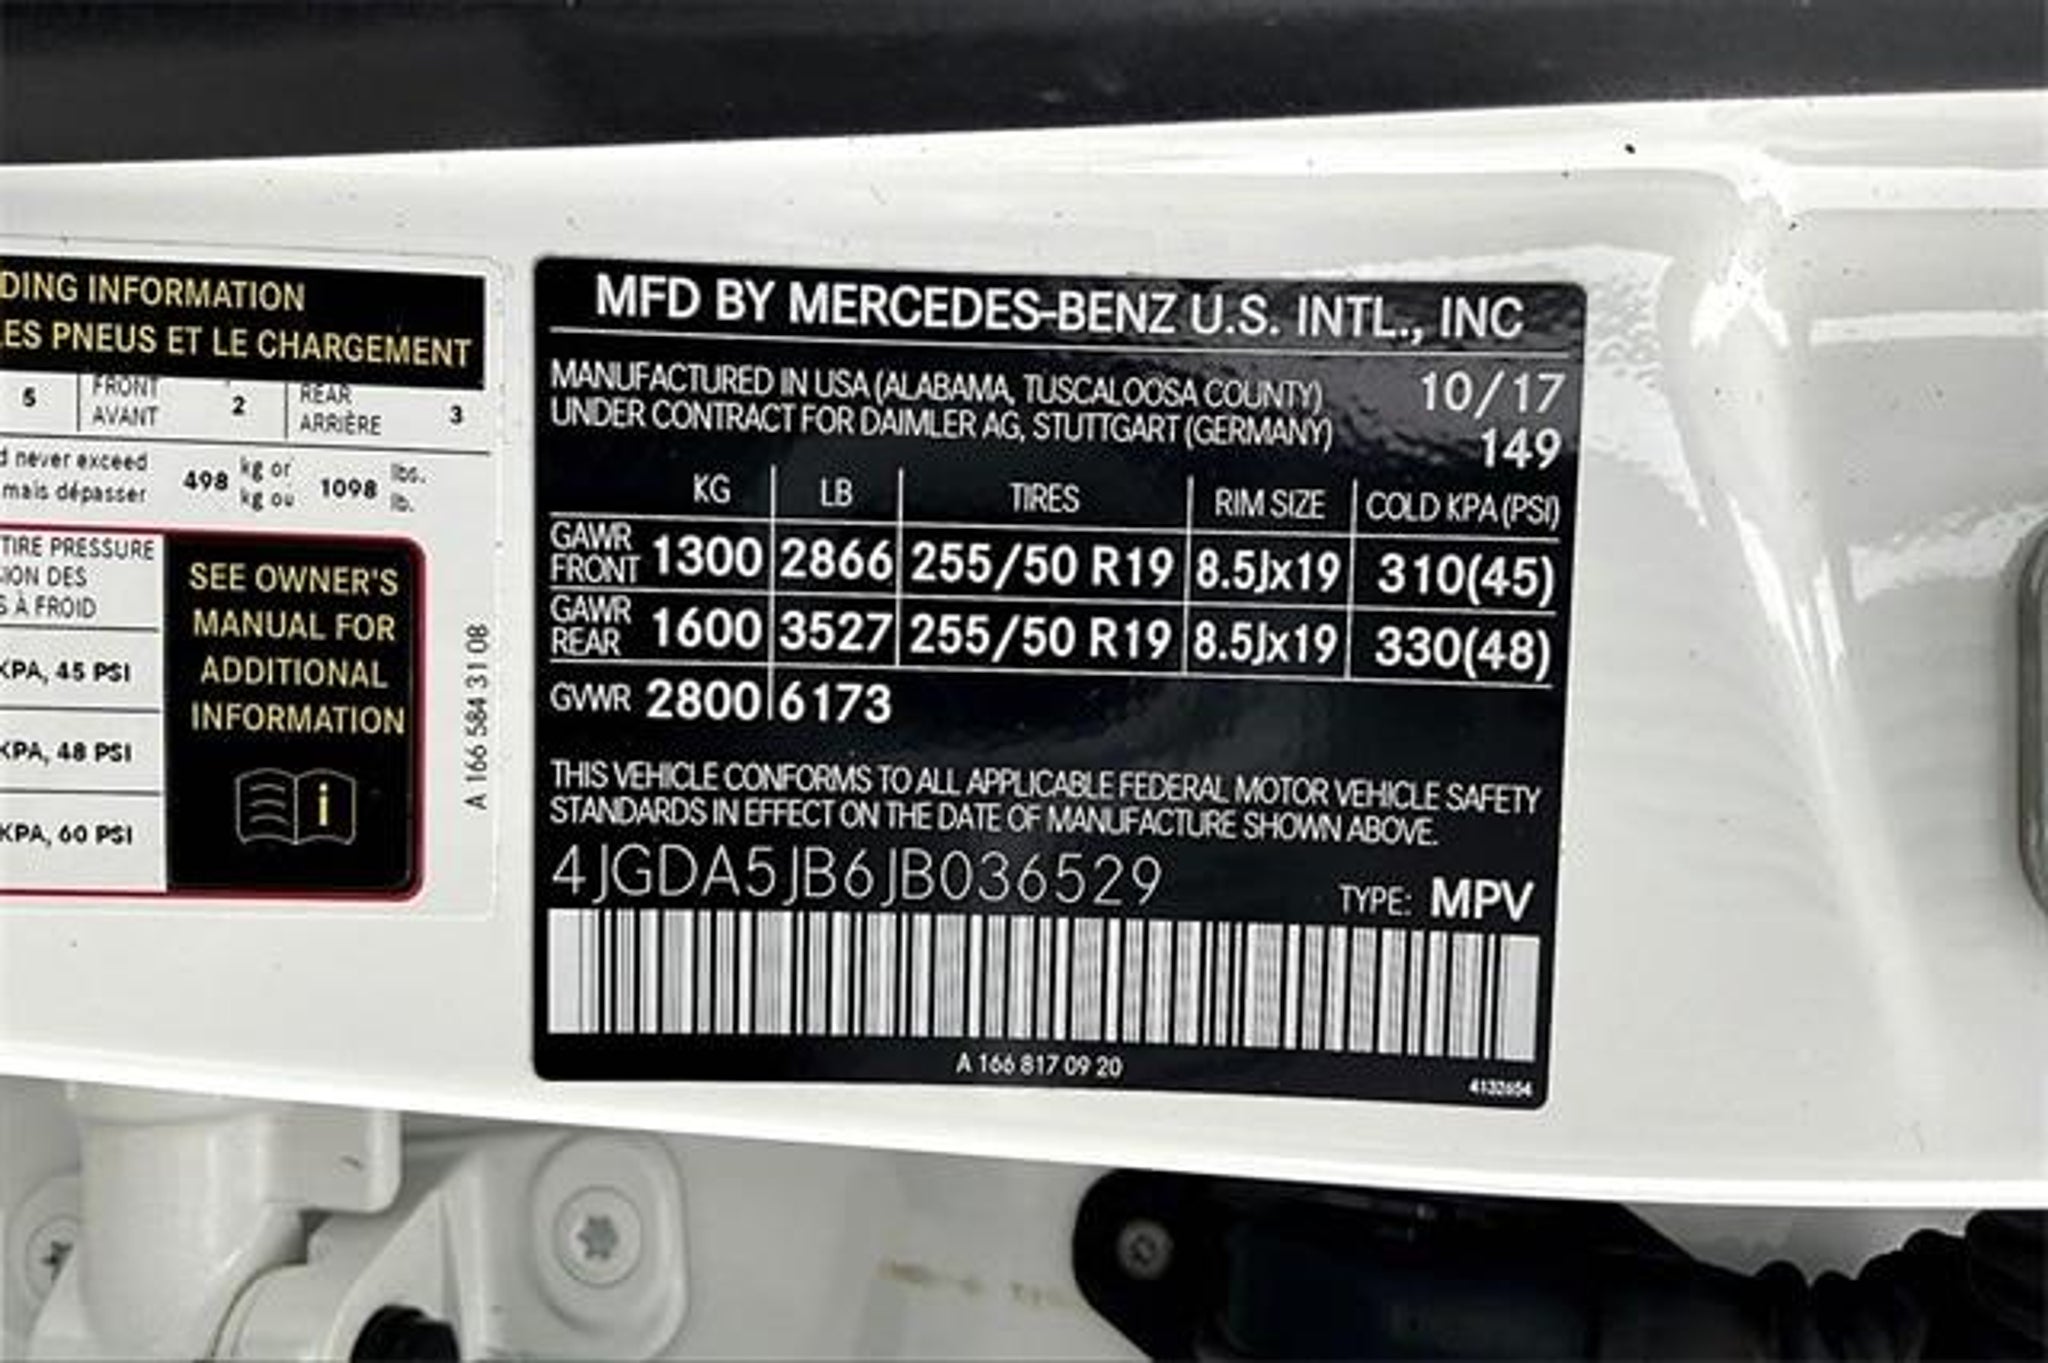 DING INFORMATION
LES PNEUS ET LE CHARGEMENT
5 FRONT AVANT 2 REAR ARRIÈRE 3
d never exceed 498 kg or 1098 lbs.
mais dépasser kg ou lb.
TIRE PRESSURE
SION DES
S À FROID
KPA, 45 PSI
KPA, 48 PSI
KPA, 60 PSI
SEE OWNER'S
MANUAL FOR
ADDITIONAL
INFORMATION
i
A 166 584 31 08
MFD BY MERCEDES-BENZ U.S. INTL., INC
MANUFACTURED IN USA (ALABAMA, TUSCALOOSA COUNTY) 10/17
UNDER CONTRACT FOR DAIMLER AG, STUTTGART (GERMANY) 149
KG LB TIRES RIM SIZE COLD KPA (PSI)
GAWR FRONT 1300 2866 255/50 R19 8.5Jx19 310(45)
GAWR REAR 1600 3527 255/50 R19 8.5Jx19 330(48)
GVWR 2800 6173
THIS VEHICLE CONFORMS TO ALL APPLICABLE FEDERAL MOTOR VEHICLE SAFETY
STANDARDS IN EFFECT ON THE DATE OF MANUFACTURE SHOWN ABOVE.
4JGDA5JB6JB036529 TYPE: MPV
A 166 817 09 20